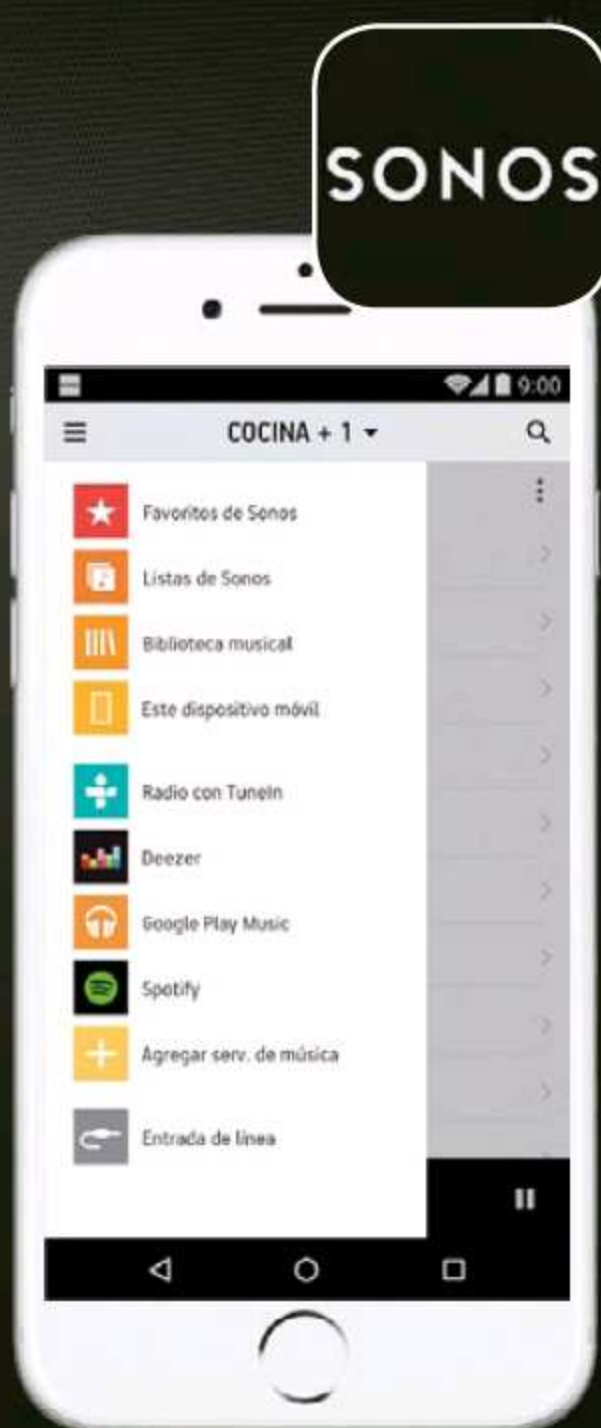 SONOS
9:00
COCINA + 1
Favoritos de Sonos
Listas de Sonos
Biblioteca musical
Este dispositivo móvil
Radio con TuneIn
Deezer
Google Play Music
Spotify
Agregar serv. de música
Entrada de línea